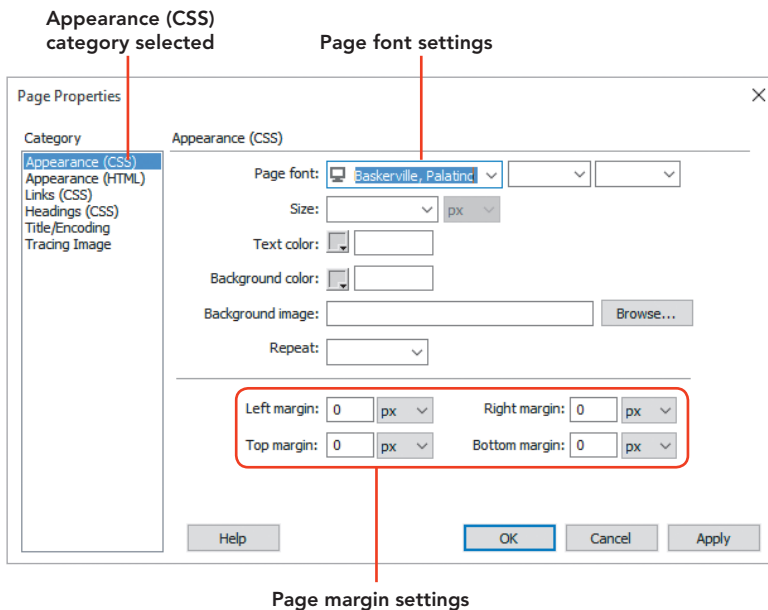 Appearance (CSS)
category selected
Page font settings
Page Properties
Category
Appearance (CSS)
Appearance (HTML)
Links (CSS)
Headings (CSS)
Title/Encoding
Tracing Image
Appearance (CSS)
Page font: Baskerville, Palatino
Size: px
Text color:
Background color:
Background image: Browse...
Repeat:
Left margin: 0 px Right margin: 0 px
Top margin: 0 px Bottom margin: 0 px
Help OK Cancel Apply
Page margin settings